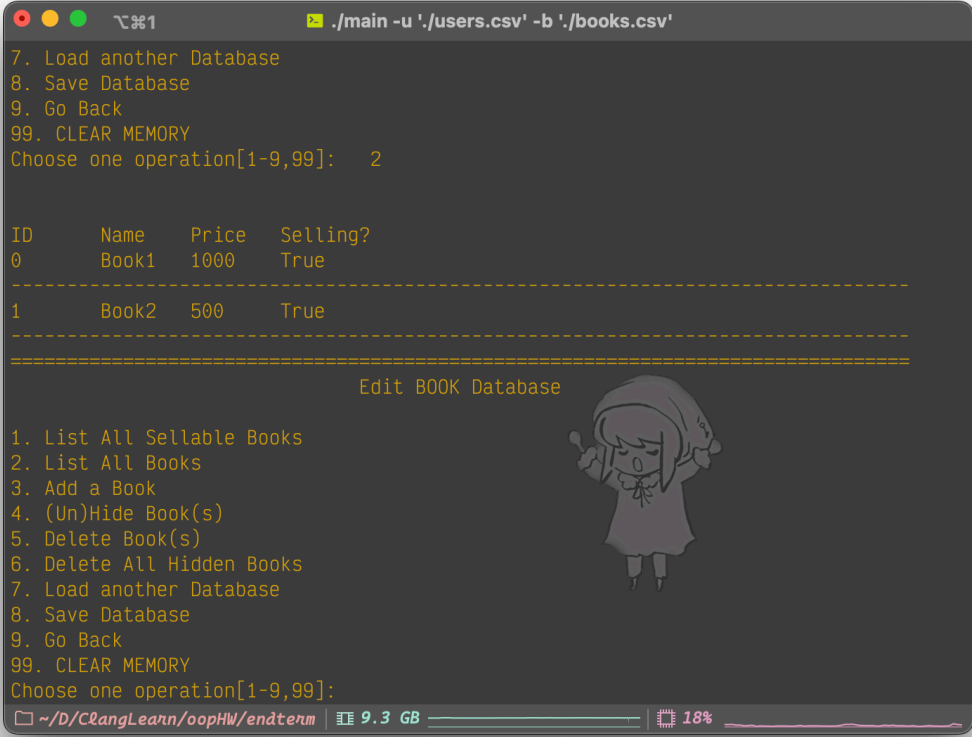 ⌥⌘1 ./main -u './users.csv' -b './books.csv'
7. Load another Database
8. Save Database
9. Go Back
99. CLEAR MEMORY
Choose one operation[1-9,99]: 2
ID Name Price Selling?
0 Book1 1000 True
--------------------------------------------------------------------------------
1 Book2 500 True
--------------------------------------------------------------------------------
================================================================================
Edit BOOK Database
1. List All Sellable Books
2. List All Books
3. Add a Book
4. (Un)Hide Book(s)
5. Delete Book(s)
6. Delete All Hidden Books
7. Load another Database
8. Save Database
9. Go Back
99. CLEAR MEMORY
Choose one operation[1-9,99]:
~/D/ClangLearn/oopHW/endterm 9.3 GB 18%